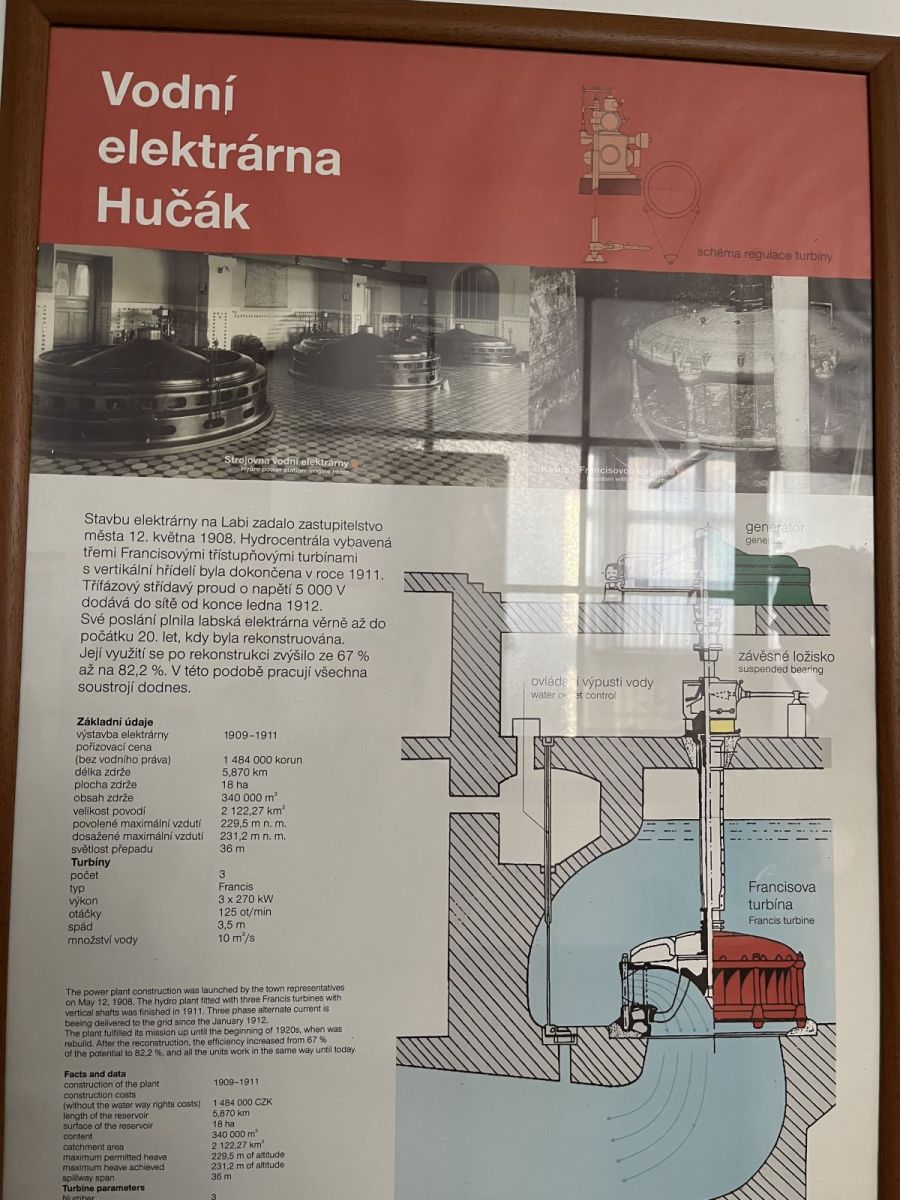 Vodní
elektrárna
Hučák
schéma regulace turbíny
Strojovna vodní elektrárny
Hydro power station: engine room
Francisovou turbínou
Stavbu elektrárny na Labi zadalo zastupitelstvo
města 12. května 1908. Hydrocentrála vybavená
třemi Francisovými třístupňovými turbínami
s vertikální hřídelí byla dokončena v roce 1911.
Třífázový střídavý proud o napětí 5 000 V
dodává do sítě od konce ledna 1912.
Své poslání plnila labská elektrárna věrně až do
počátku 20. let, kdy byla rekonstruována.
Její využití se po rekonstrukci zvýšilo ze 67 %
až na 82,2 %. V této podobě pracují všechna
soustrojí dodnes.
generátor
generator
závěsné ložisko
suspended bearing
ovládání výpusti vody
water outlet control
Francisova
turbína
Francis turbine
Základní údaje
výstavba elektrárny 1909–1911
pořizovací cena
(bez vodního práva) 1 484 000 korun
délka zdrže 5,870 km
plocha zdrže 18 ha
obsah zdrže 340 000 m³
velikost povodí 2 122,27 km²
povolené maximální vzdutí 229,5 m n. m.
dosažené maximální vzdutí 231,2 m n. m.
světlost přepadu 36 m
Turbíny
počet 3
typ Francis
výkon 3 x 270 kW
otáčky 125 ot/min
spád 3,5 m
množství vody 10 m³/s
The power plant construction was launched by the town representatives
on May 12, 1908. The hydro plant fitted with three Francis turbines with
vertical shafts was finished in 1911. Three phase alternate current is
beeing delivered to the grid since the January 1912.
The plant fulfilled its mission up until the beginning of 1920s, when was
rebuild. After the reconstruction, the efficiency increased from 67 %
of the potential to 82,2 %, and all the units work in the same way until today.
Facts and data
construction of the plant 1909–1911
construction costs
(without the water way rights costs) 1 484 000 CZK
length of the reservoir 5,870 km
surface of the reservoir 18 ha
content 340 000 m³
catchment area 2 122,27 km²
maximum permitted heave 229,5 m of altitude
maximum heave achieved 231,2 m of altitude
spillway span 36 m
Turbine parameters
Number 3